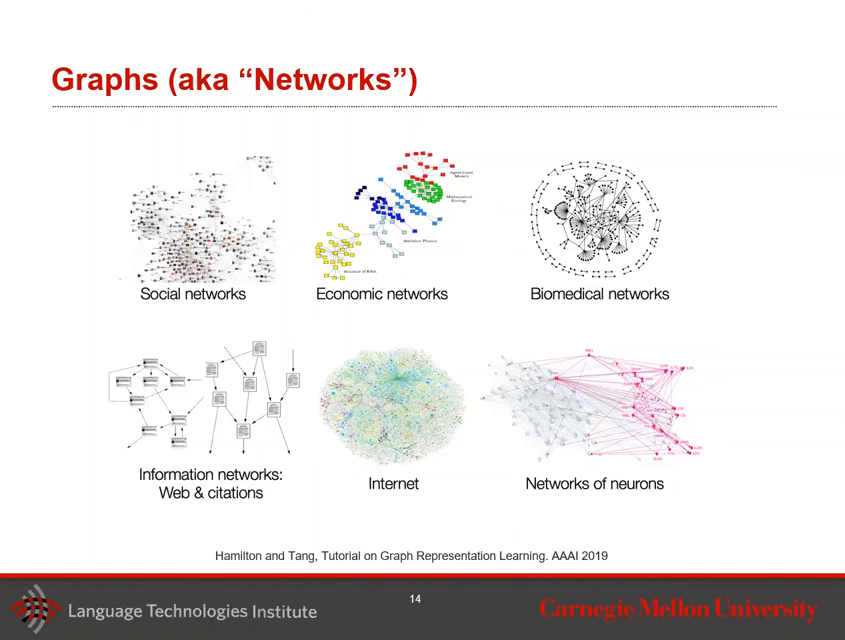 Graphs (aka “Networks”)
Agent-based
Models
Mathematical
Ecology
Statistical Physics
Structure of RNA
Social networks
Economic networks
Biomedical networks
Information networks:
Web & citations
Internet
Networks of neurons
Hamilton and Tang, Tutorial on Graph Representation Learning. AAAI 2019
14
Language Technologies Institute
Carnegie Mellon University